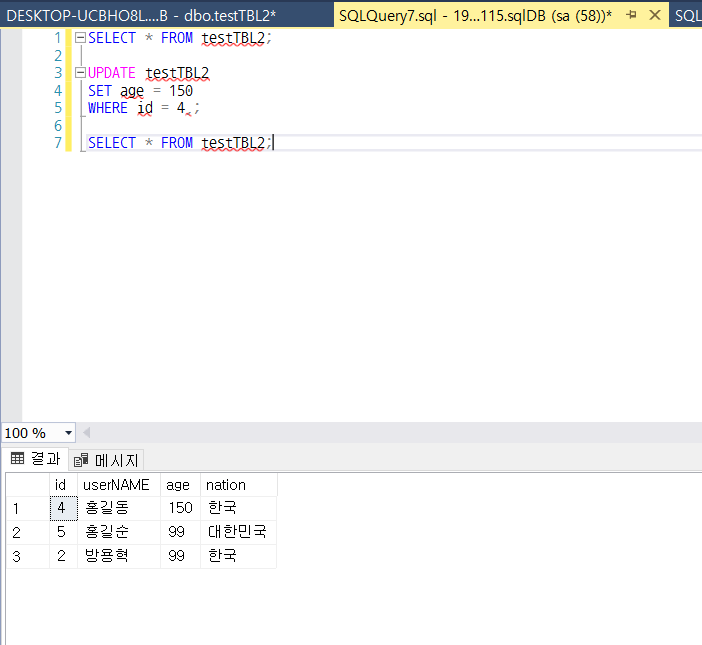 DESKTOP-UCBHO8L....B - dbo.testTBL2* SQLQuery7.sql - 19...115.sqlDB (sa (58))* SQL
1 SELECT * FROM testTBL2;
2
3 UPDATE testTBL2
4 SET age = 150
5 WHERE id = 4 ;
6
7 SELECT * FROM testTBL2;
100 %
결과 메시지
id userNAME age nation
1 4 홍길동 150 한국
2 5 홍길순 99 대한민국
3 2 방용혁 99 한국